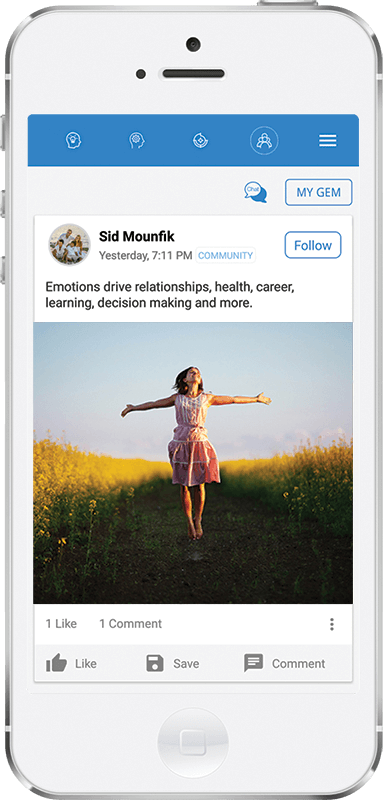 Chat
MY GEM
Sid Mounfik
Yesterday, 7:11 PM COMMUNITY
Follow
Emotions drive relationships, health, career,
learning, decision making and more.
1 Like 1 Comment
Like Save Comment